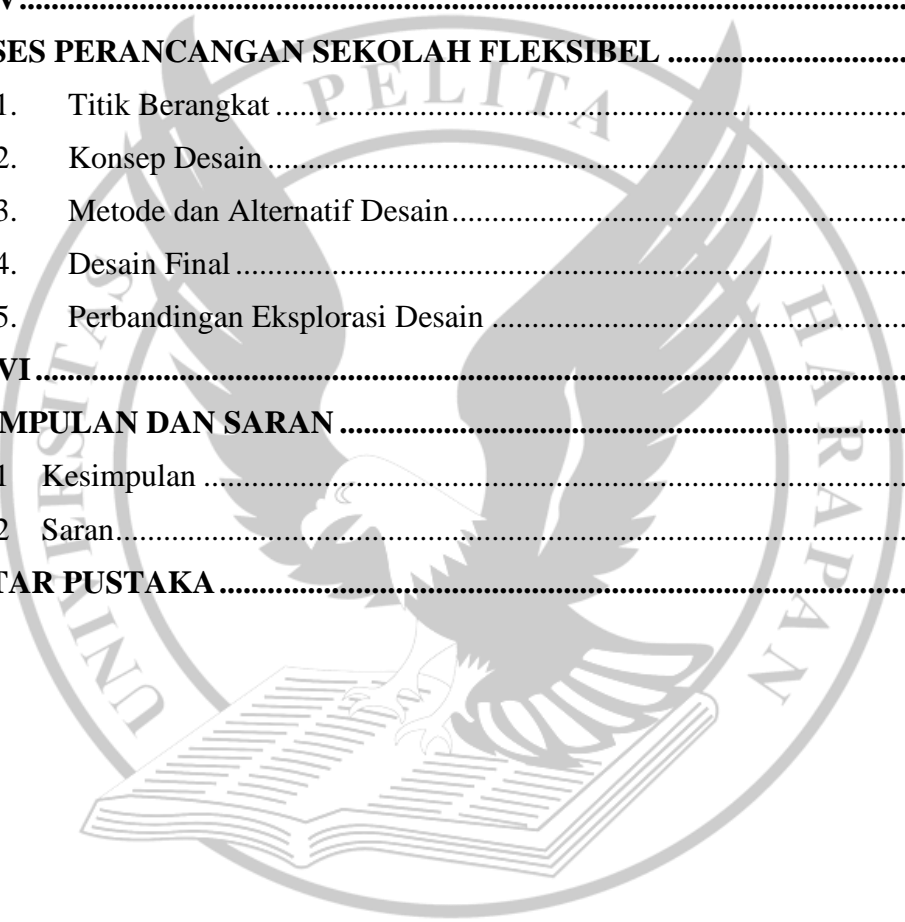 V
SES PERANCANGAN SEKOLAH FLEKSIBEL
1. Titik Berangkat
2. Konsep Desain
3. Metode dan Alternatif Desain
4. Desain Final
5. Perbandingan Eksplorasi Desain
VI
MPULAN DAN SARAN
1 Kesimpulan
2 Saran
TAR PUSTAKA
UNIVERSITAS PELITA HARAPAN